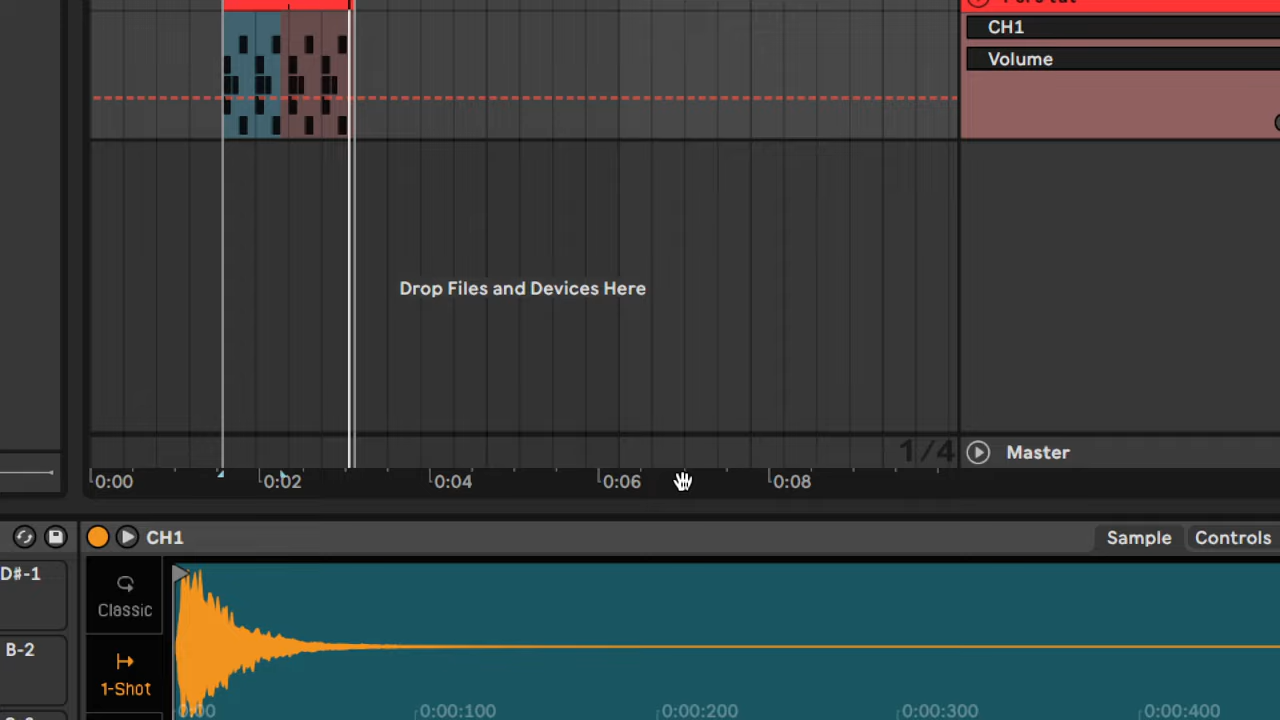 CH1
Volume
Drop Files and Devices Here
1/4
Master
0:00 0:02 0:04 0:06 0:08
CH1
Sample Controls
D#-1
Classic
B-2
1-Shot
0:00 0:00:100 0:00:200 0:00:300 0:00:400